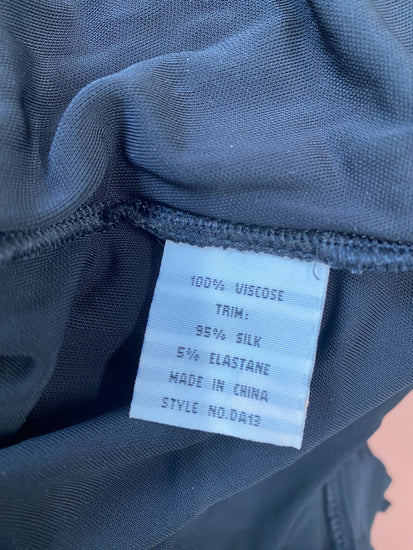 100% VISCOSE
TRIM:
95% SILK
5% ELASTANE
MADE IN CHINA
STYLE NO.DA13